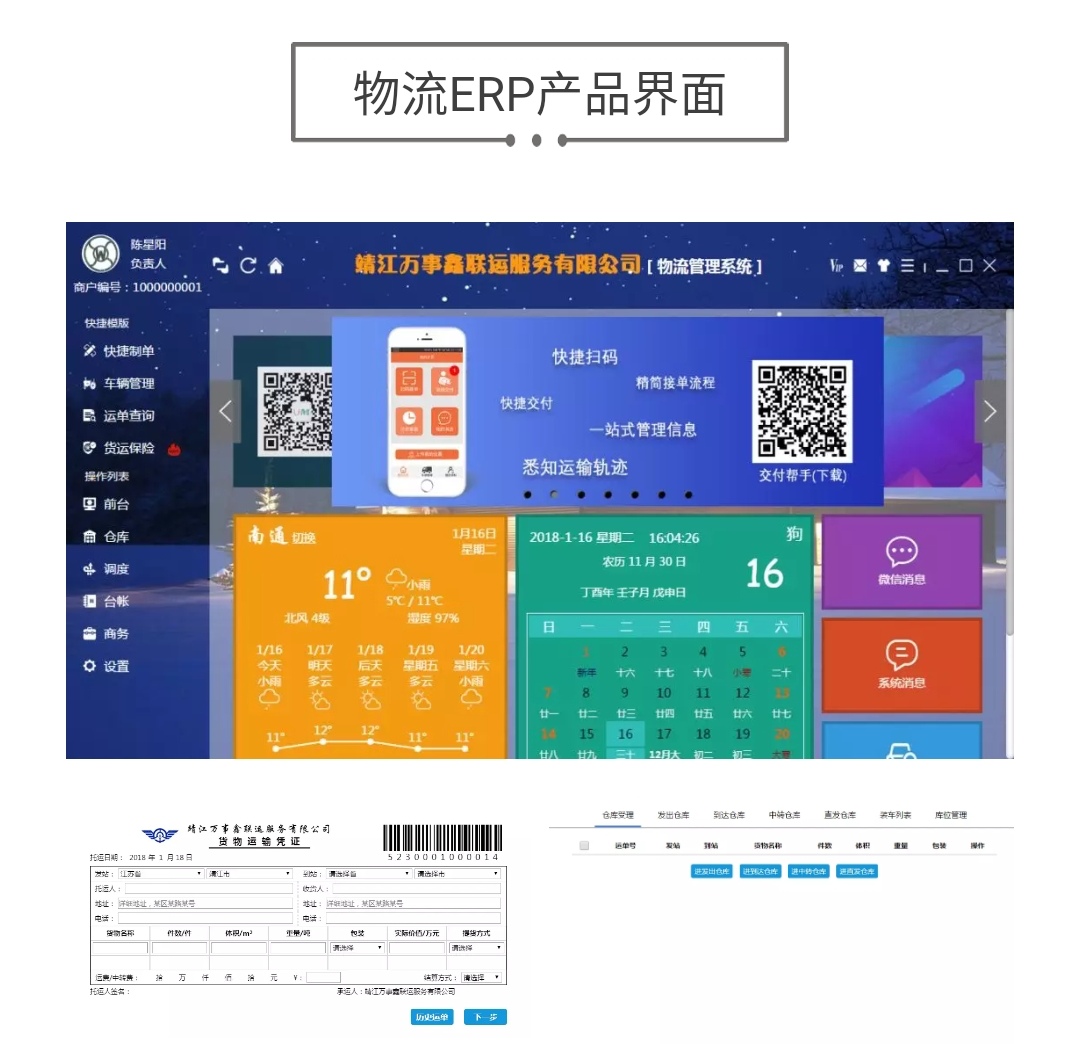 物流ERP产品界面
陈星阳
负责人
商户编号：1000000001
靖江万事鑫联运服务有限公司[ 物流管理系统 ]
VIP
快捷模版
快捷制单
车辆管理
运单查询
货运保险
操作列表
前台
仓库
调度
台帐
商务
设置
快捷扫码
精简接单流程
快捷交付
一站式管理信息
悉知运输轨迹
交付帮手(下载)
南通 切换
1月16日
星期二
11°
小雨
5℃ / 11℃
北风 4级 湿度 97%
1/16 1/17 1/18 1/19 1/20
今天 明天 后天 星期五 星期六
小雨 多云 多云 多云 小雨
11° 12° 12° 11° 11°
2018-1-16 星期二 16:04:26 狗
农历 11 月 30 日
16
丁酉年 壬子月 戊申日
日 一 二 三 四 五 六
1 2 3 4 5 6
新年 十六 十七 十八 小寒 二十
7 8 9 10 11 12 13
廿一 廿二 廿三 廿四 廿五 廿六 廿七
14 15 16 17 18 19 20
廿八 廿九 三十 12月大 初二 初三 大寒
微信消息
系统消息
靖江万事鑫联运服务有限公司
货物运输凭证
5230001000014
托运日期： 2018 年 1 月 18 日
发站： 江苏省 靖江市 到站： 请选择省 请选择市
托运人： 收货人：
地址： 详细地址，某区某路某号 地址： 详细地址，某区某路某号
电话： 电话：
货物名称 件数/件 体积/m² 重量/吨 包装 实际价值/万元 提货方式
请选择 请选择
运费/中转费： 拾 万 仟 佰 拾 元 ¥： 结算方式： 请选择
托运人签名： 承运人：靖江万事鑫联运服务有限公司
历史运单 下一步
仓库受理 发出仓库 到达仓库 中转仓库 直发仓库 装车列表 库位管理
运单号 发站 到站 货物名称 件数 体积 重量 包装 操作
进发出仓库 进到达仓库 进中转仓库 进直发仓库